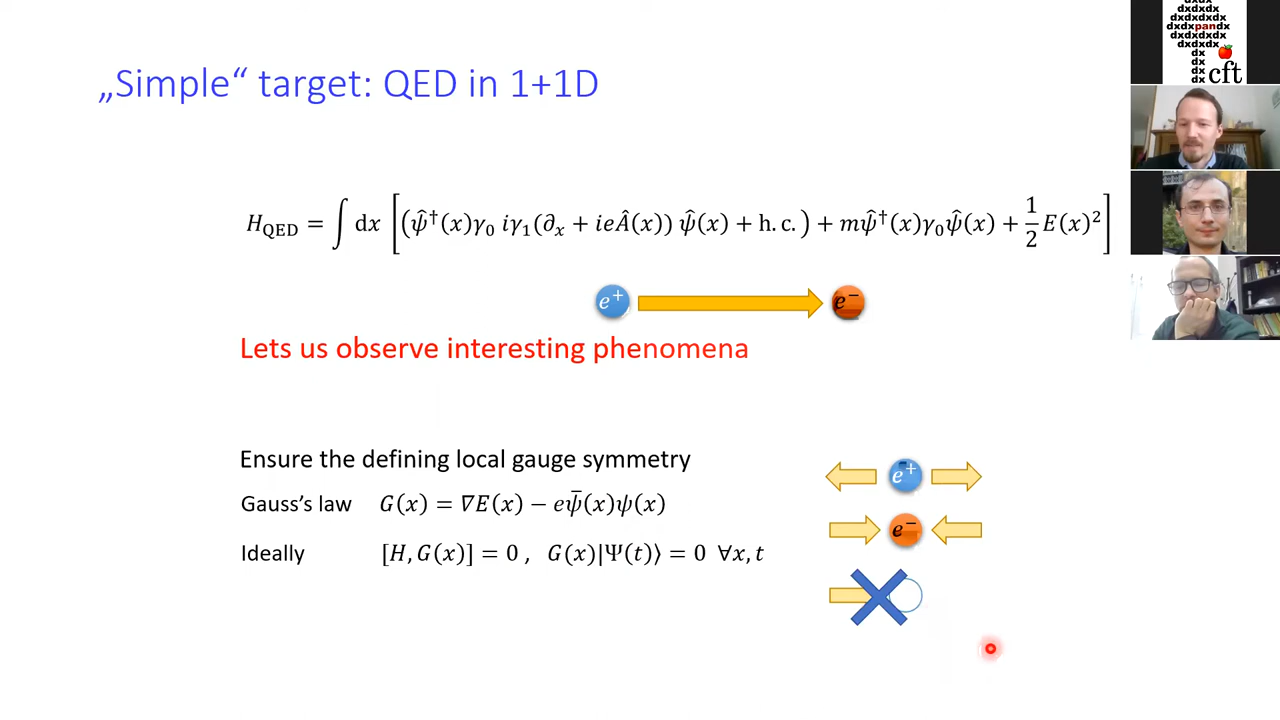 „Simple“ target: QED in 1+1D
H_QED = ∫ dx [(ψ̂†(x)γ₀ iγ₁(∂ₓ + ieÂ(x)) ψ̂(x) + h.c.) + mψ̂†(x)γ₀ψ̂(x) + 1/2 E(x)²]
e⁺ e⁻
Lets us observe interesting phenomena
Ensure the defining local gauge symmetry
e⁺
Gauss’s law G(x) = ∇E(x) − eψ̄(x)ψ(x)
e⁻
Ideally [H, G(x)] = 0 , G(x)|Ψ(t)⟩ = 0 ∀x, t
dxdxdx
dxdxdxdx
dxdxpandx
dxdxdxdx
dxdxdx
dx
dx
dx
dx cft